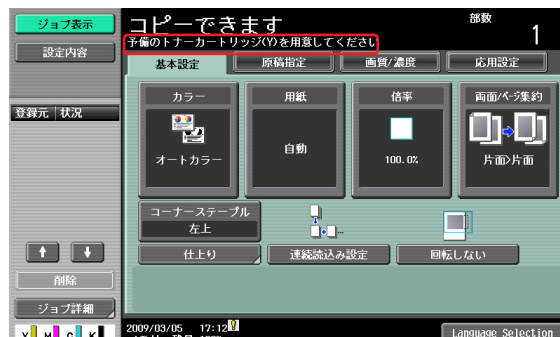 ジョブ表示
設定内容
登録元 状況
↑ ↓
削除
ジョブ詳細
Y M C K
コピーできます
予備のトナーカートリッジ(Y)を用意してください
部数
1
基本設定 原稿指定 画質/濃度 応用設定
カラー
オートカラー
用紙
自動
倍率
100.0%
両面/ページ集約
片面>片面
コーナーステープル
左上
仕上り 連続読込み設定 回転しない
2009/03/05 17:12
Language Selection